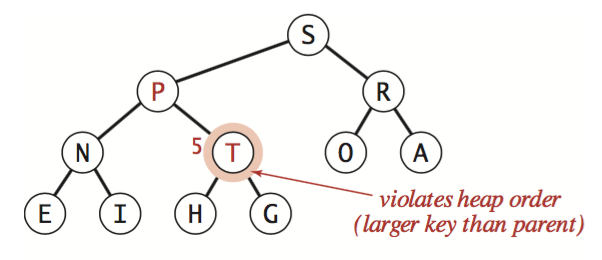 S
P R
N 5 T O A
E I H G
violates heap order
(larger key than parent)